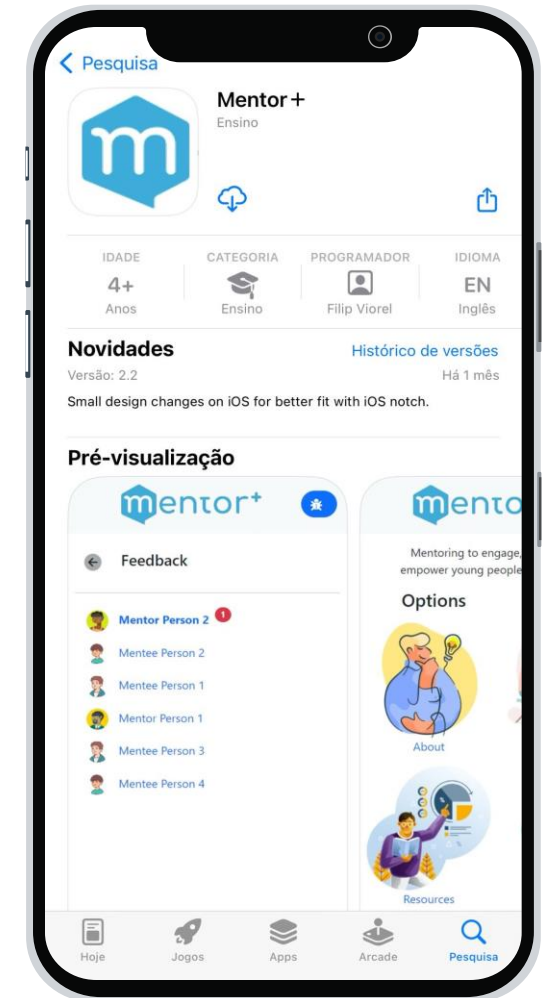 Pesquisa
m
Mentor+
Ensino
IDADE CATEGORIA PROGRAMADOR IDIOMA
4+ EN
Anos Ensino Filip Viorel Inglês
Novidades Histórico de versões
Versão: 2.2 Há 1 mês
Small design changes on iOS for better fit with iOS notch.
Pré-visualização
mentor+
Feedback
Mentor Person 2 1
Mentee Person 2
Mentee Person 1
Mentor Person 1
Mentee Person 3
Mentee Person 4
mento
Mentoring to engage,
empower young people
Options
About
Resources
Hoje Jogos Apps Arcade Pesquisa